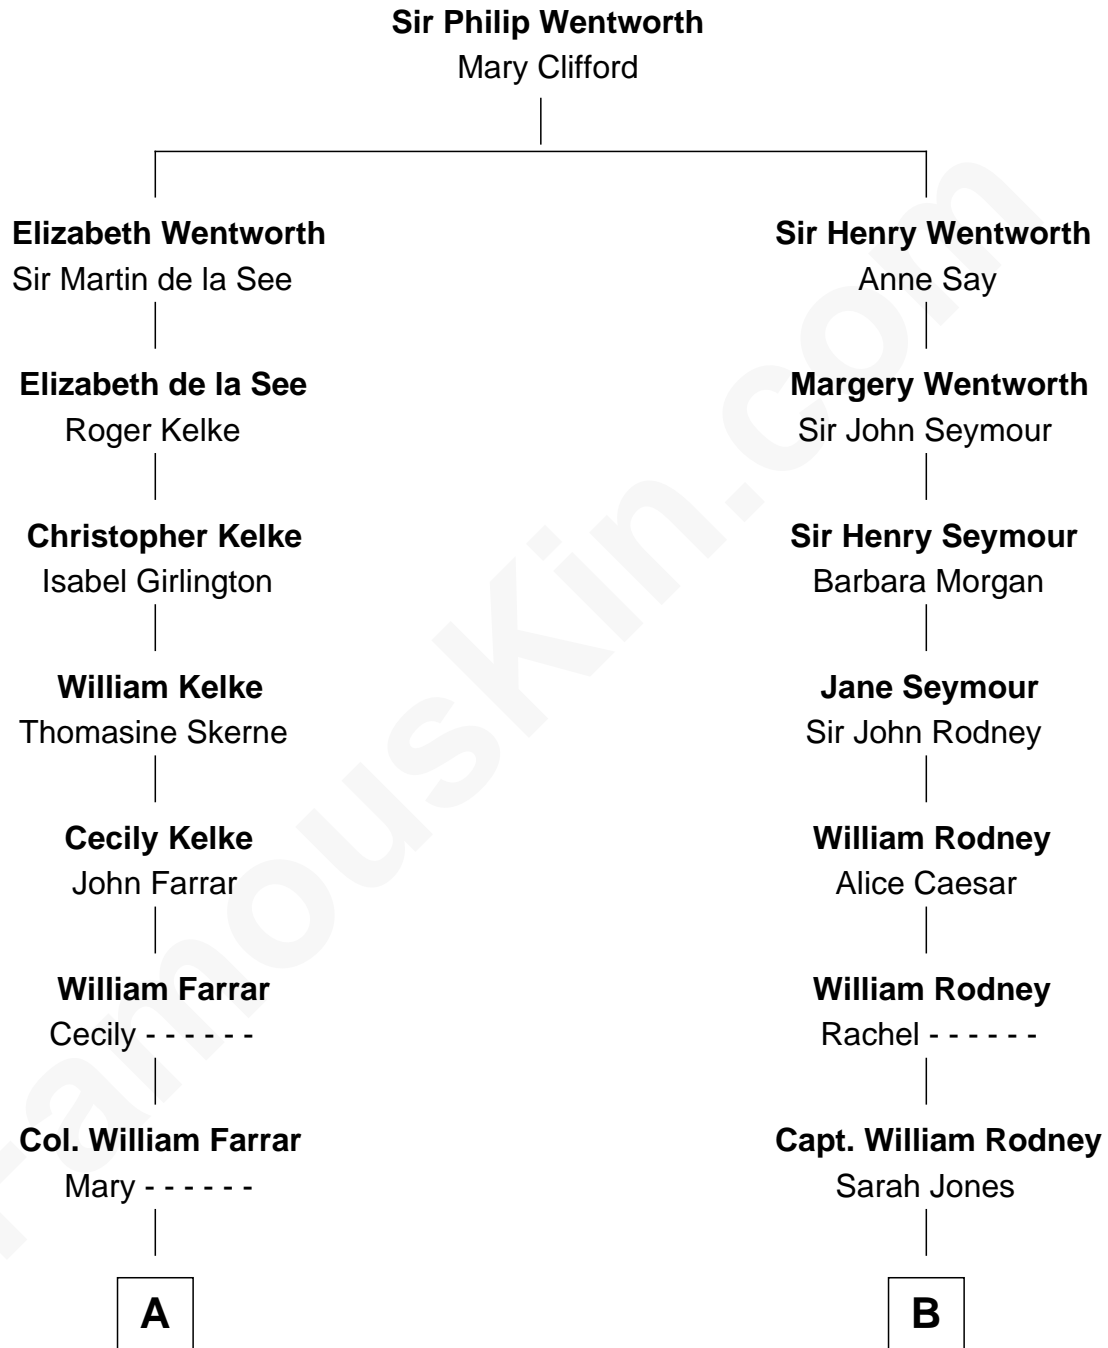 Sir Philip Wentworth
Mary Clifford
Elizabeth Wentworth
Sir Martin de la See
Sir Henry Wentworth
Anne Say
Elizabeth de la See
Roger Kelke
Margery Wentworth
Sir John Seymour
Christopher Kelke
Isabel Girlington
Sir Henry Seymour
Barbara Morgan
William Kelke
Thomasine Skerne
Jane Seymour
Sir John Rodney
Cecily Kelke
John Farrar
William Rodney
Alice Caesar
William Farrar
Cecily - - - - - -
William Rodney
Rachel - - - - - -
Col. William Farrar
Mary - - - - - -
Capt. William Rodney
Sarah Jones
A
B
FamousKin.com